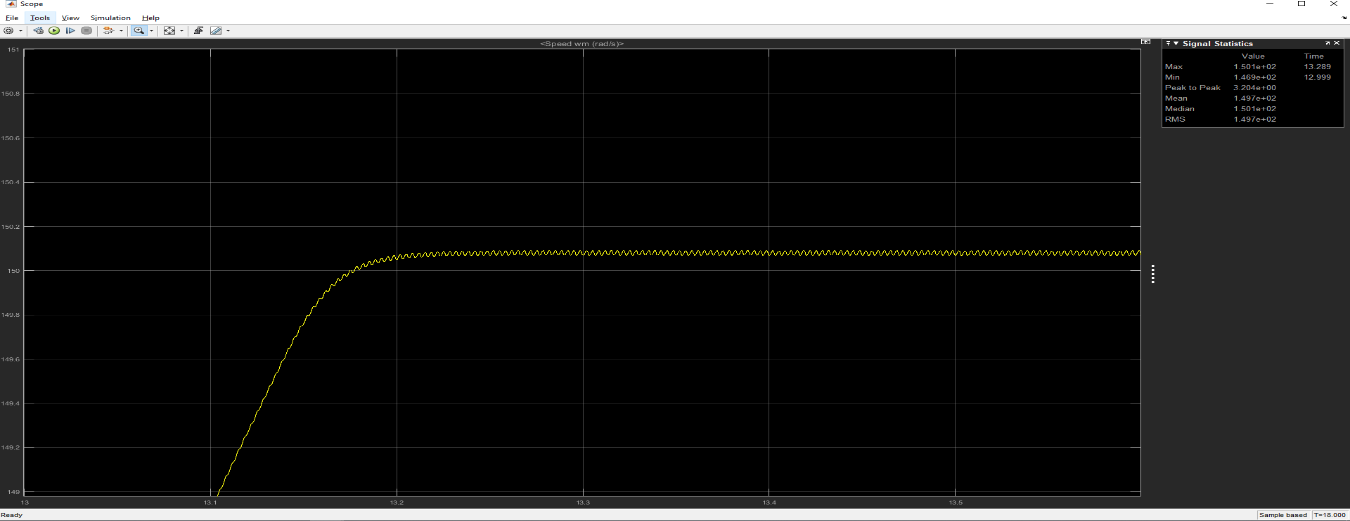 Scope
File Tools View Simulation Help
<Speed wm (rad/s)>
151
150.8
150.6
150.4
150.2
150
149.8
149.6
149.4
149.2
149
13 13.1 13.2 13.3 13.4 13.5
Signal Statistics
Value Time
Max 1.501e+02 13.289
Min 1.469e+02 12.999
Peak to Peak 3.204e+00
Mean 1.497e+02
Median 1.501e+02
RMS 1.497e+02
Ready Sample based T=18.000